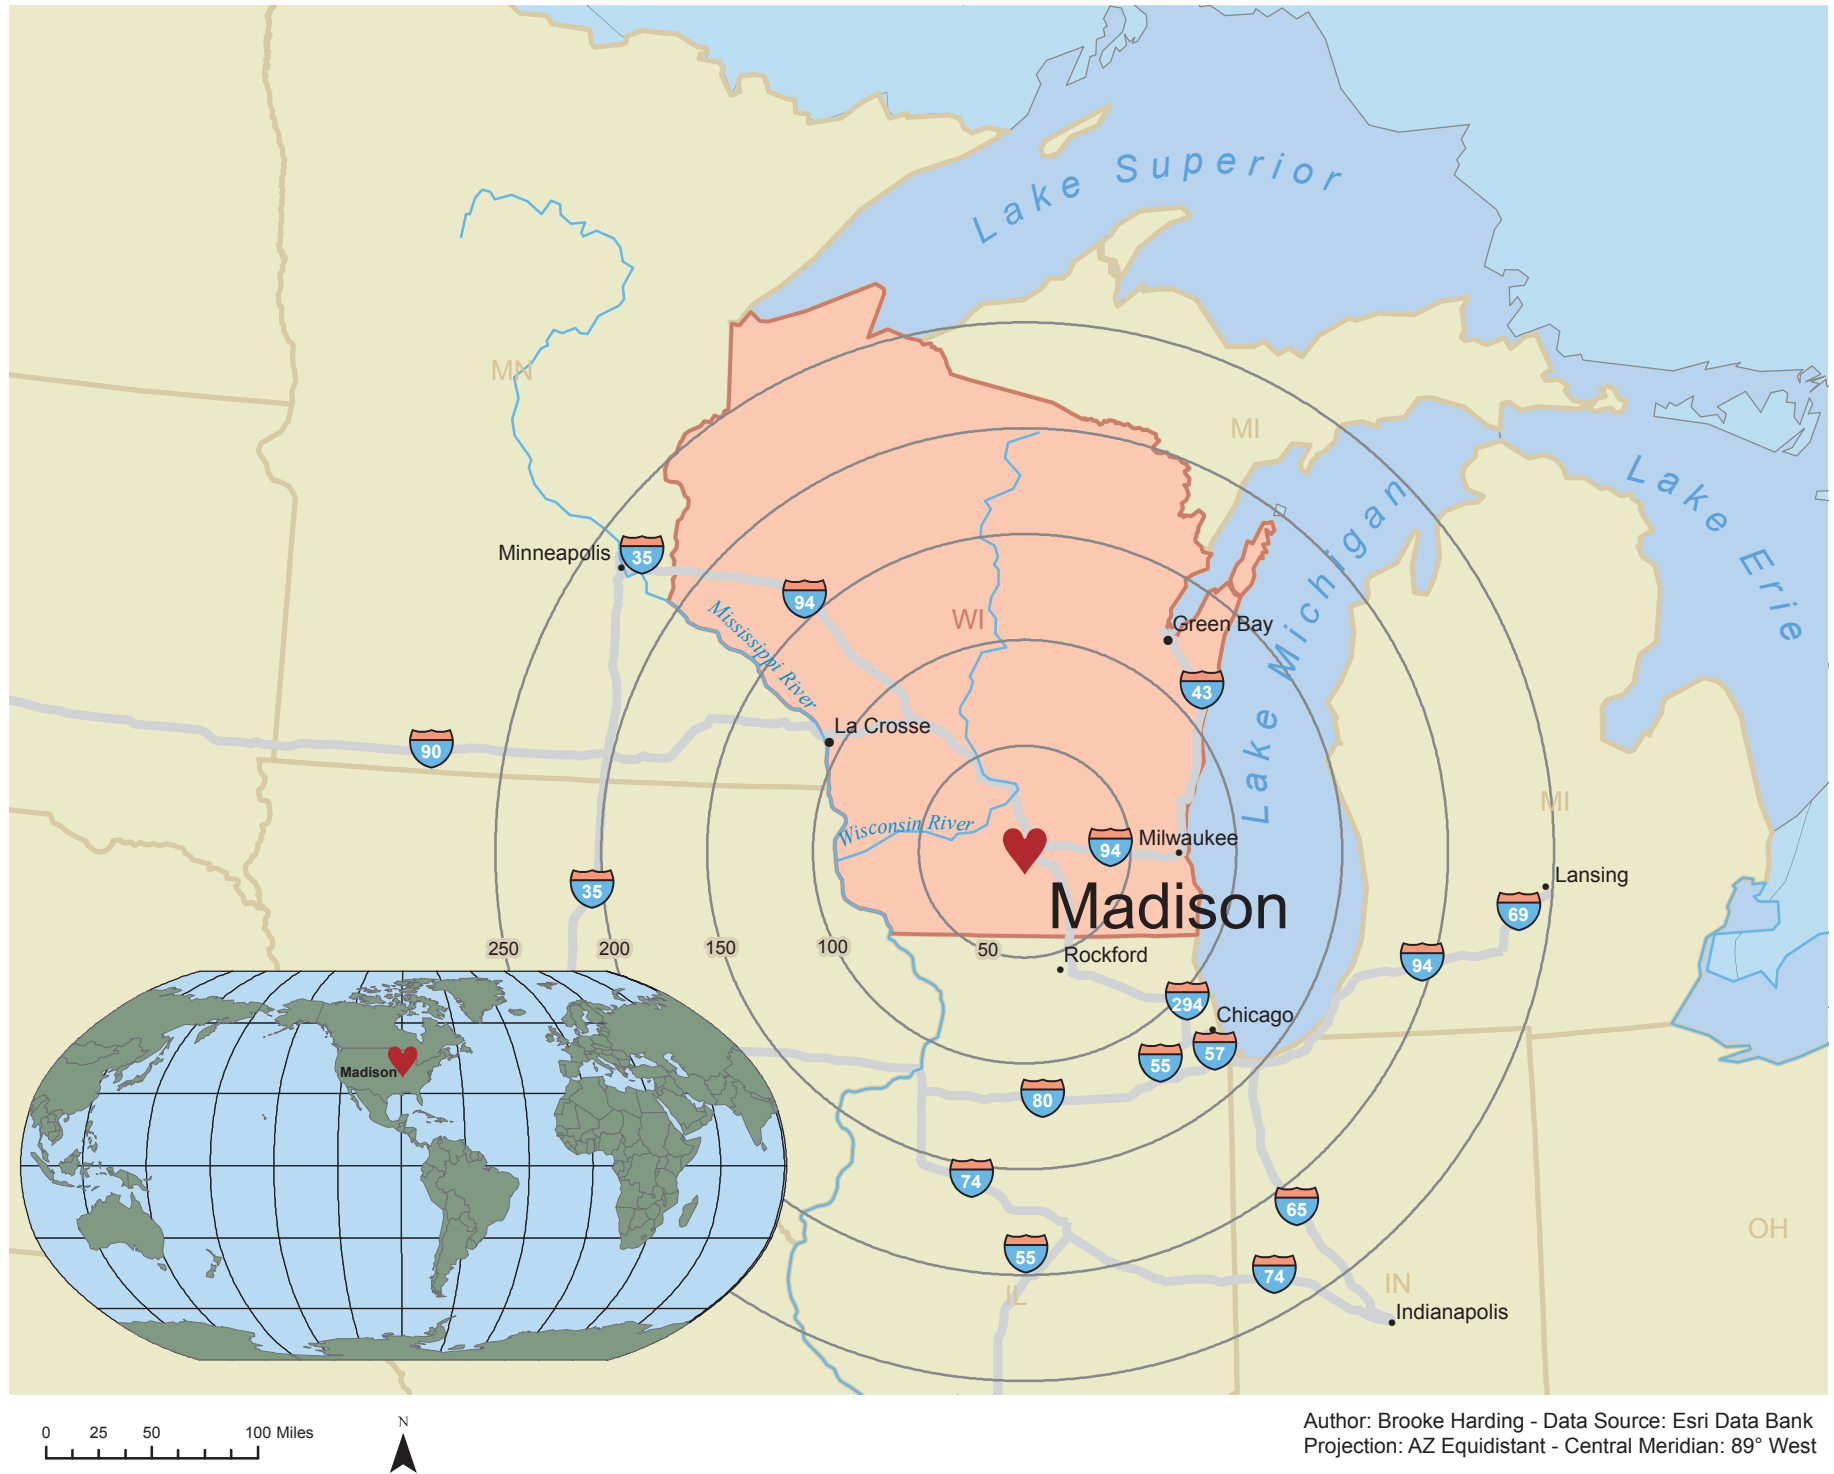 Lake Superior
MN
MI
Lake Michigan
Lake Erie
Minneapolis
35
94
Mississippi River
WI
Green Bay
43
La Crosse
90
MI
Wisconsin River
94
Milwaukee
Lansing
35
69
Madison
250
200
150
100
50
Rockford
94
294
Chicago
57
55
Madison
80
74
65
OH
55
74
IN
IL
Indianapolis
0 25 50 100 Miles
N
Author: Brooke Harding - Data Source: Esri Data Bank
Projection: AZ Equidistant - Central Meridian: 89° West